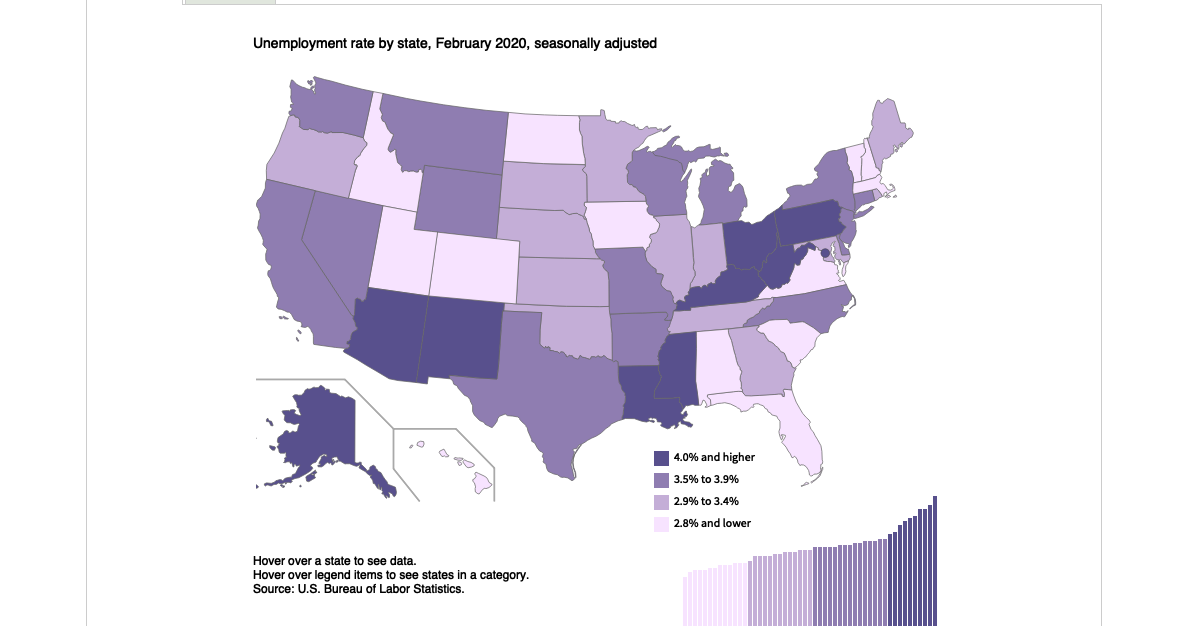 Unemployment rate by state, February 2020, seasonally adjusted
4.0% and higher
3.5% to 3.9%
2.9% to 3.4%
2.8% and lower
Hover over a state to see data.
Hover over legend items to see states in a category.
Source: U.S. Bureau of Labor Statistics.